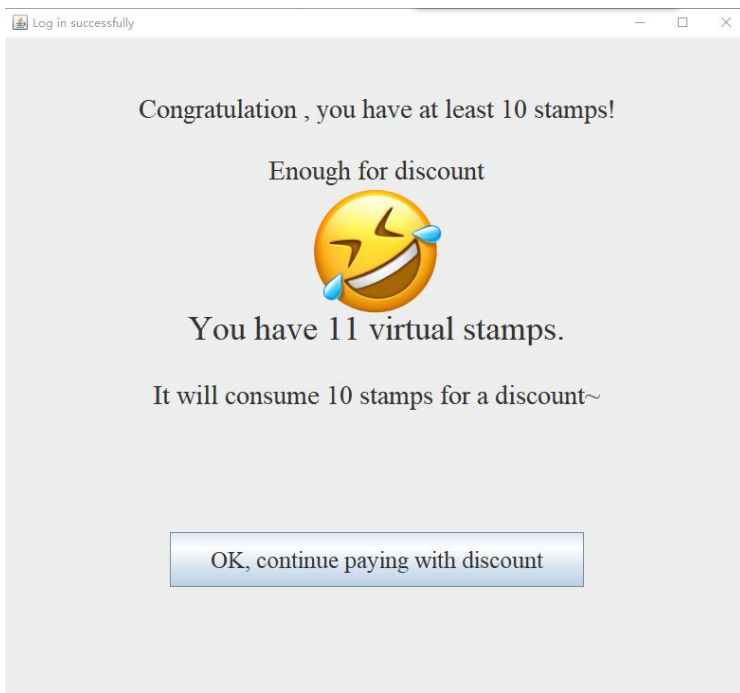 Log in successfully
Congratulation , you have at least 10 stamps!
Enough for discount
You have 11 virtual stamps.
It will consume 10 stamps for a discount~
OK, continue paying with discount